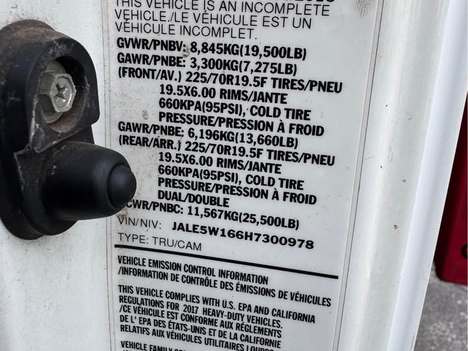 THIS VEHICLE IS AN INCOMPLETE
VEHICLE./LE VÉHICULE EST UN
VÉHICULE INCOMPLET.
GVWR/PNBV: 8,845KG(19,500LB)
GAWR/PNBE: 3,300KG(7,275LB)
(FRONT/AV.) 225/70R19.5F TIRES/PNEU
19.5X6.00 RIMS/JANTE
660KPA(95PSI), COLD TIRE
PRESSURE/PRESSION À FROID
GAWR/PNBE: 6,196KG(13,660LB)
(REAR/ARR.) 225/70R19.5F TIRES/PNEU
19.5X6.00 RIMS/JANTE
660KPA(95PSI), COLD TIRE
PRESSURE/PRESSION À FROID
DUAL/DOUBLE
/PNBC: 11,567KG(25,500LB)
VIN/NIV: JALE5W166H7300978
TYPE: TRU/CAM
VEHICLE EMISSION CONTROL INFORMATION
/INFORMATION DE CONTRÔLE DES ÉMISSIONS DE VÉHICULES
THIS VEHICLE COMPLIES WITH U.S. EPA AND CALIFORNIA
REGULATIONS FOR 2017 HEAVY-DUTY VEHICLES.
/CE VÉHICULE EST CONFORME AUX RÈGLEMENTS
DE L' EPA DES ÉTATS-UNIS ET DE LA CALIFORNIE
RELATIFS AUX VÉHICULES UTILITAIRES LOURDS
VEHICLE FAMILY